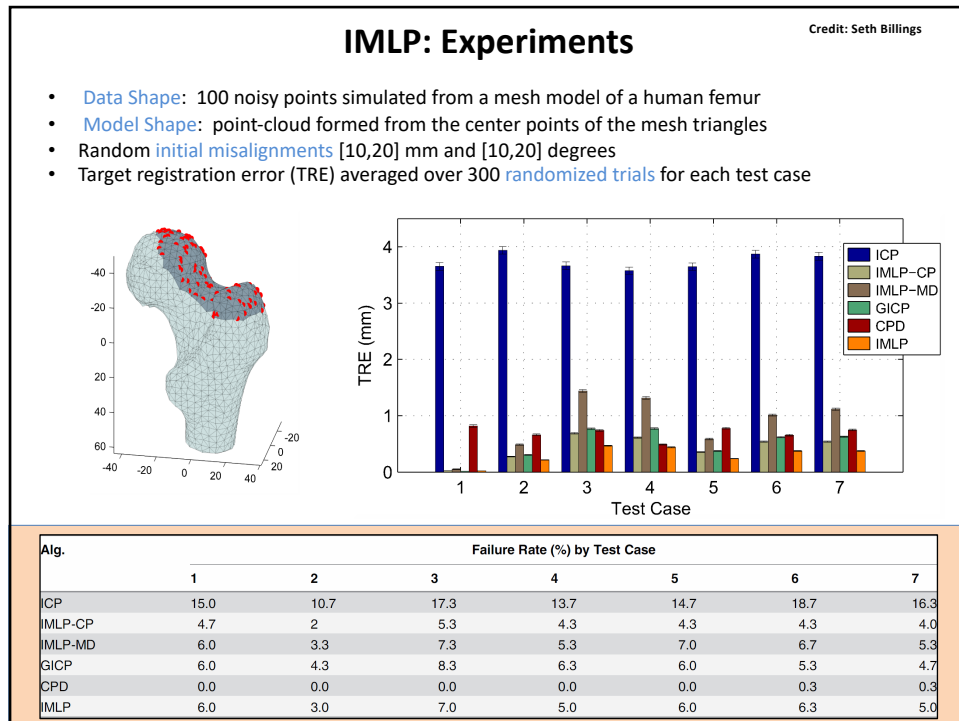 IMLP: Experiments
Credit: Seth Billings
• Data Shape: 100 noisy points simulated from a mesh model of a human femur
• Model Shape: point-cloud formed from the center points of the mesh triangles
• Random initial misalignments [10,20] mm and [10,20] degrees
• Target registration error (TRE) averaged over 300 randomized trials for each test case
-40
-20
0
20
40
60
-40
-20
0
20
40
-20
0
20
TRE (mm)
4
3
2
1
0
1 2 3 4 5 6 7
Test Case
ICP
IMLP-CP
IMLP-MD
GICP
CPD
IMLP
Alg. Failure Rate (%) by Test Case
1 2 3 4 5 6 7
ICP 15.0 10.7 17.3 13.7 14.7 18.7 16.3
IMLP-CP 4.7 2 5.3 4.3 4.3 4.3 4.0
IMLP-MD 6.0 3.3 7.3 5.3 7.0 6.7 5.3
GICP 6.0 4.3 8.3 6.3 6.0 5.3 4.7
CPD 0.0 0.0 0.0 0.0 0.0 0.3 0.3
IMLP 6.0 3.0 7.0 5.0 6.0 6.3 5.0